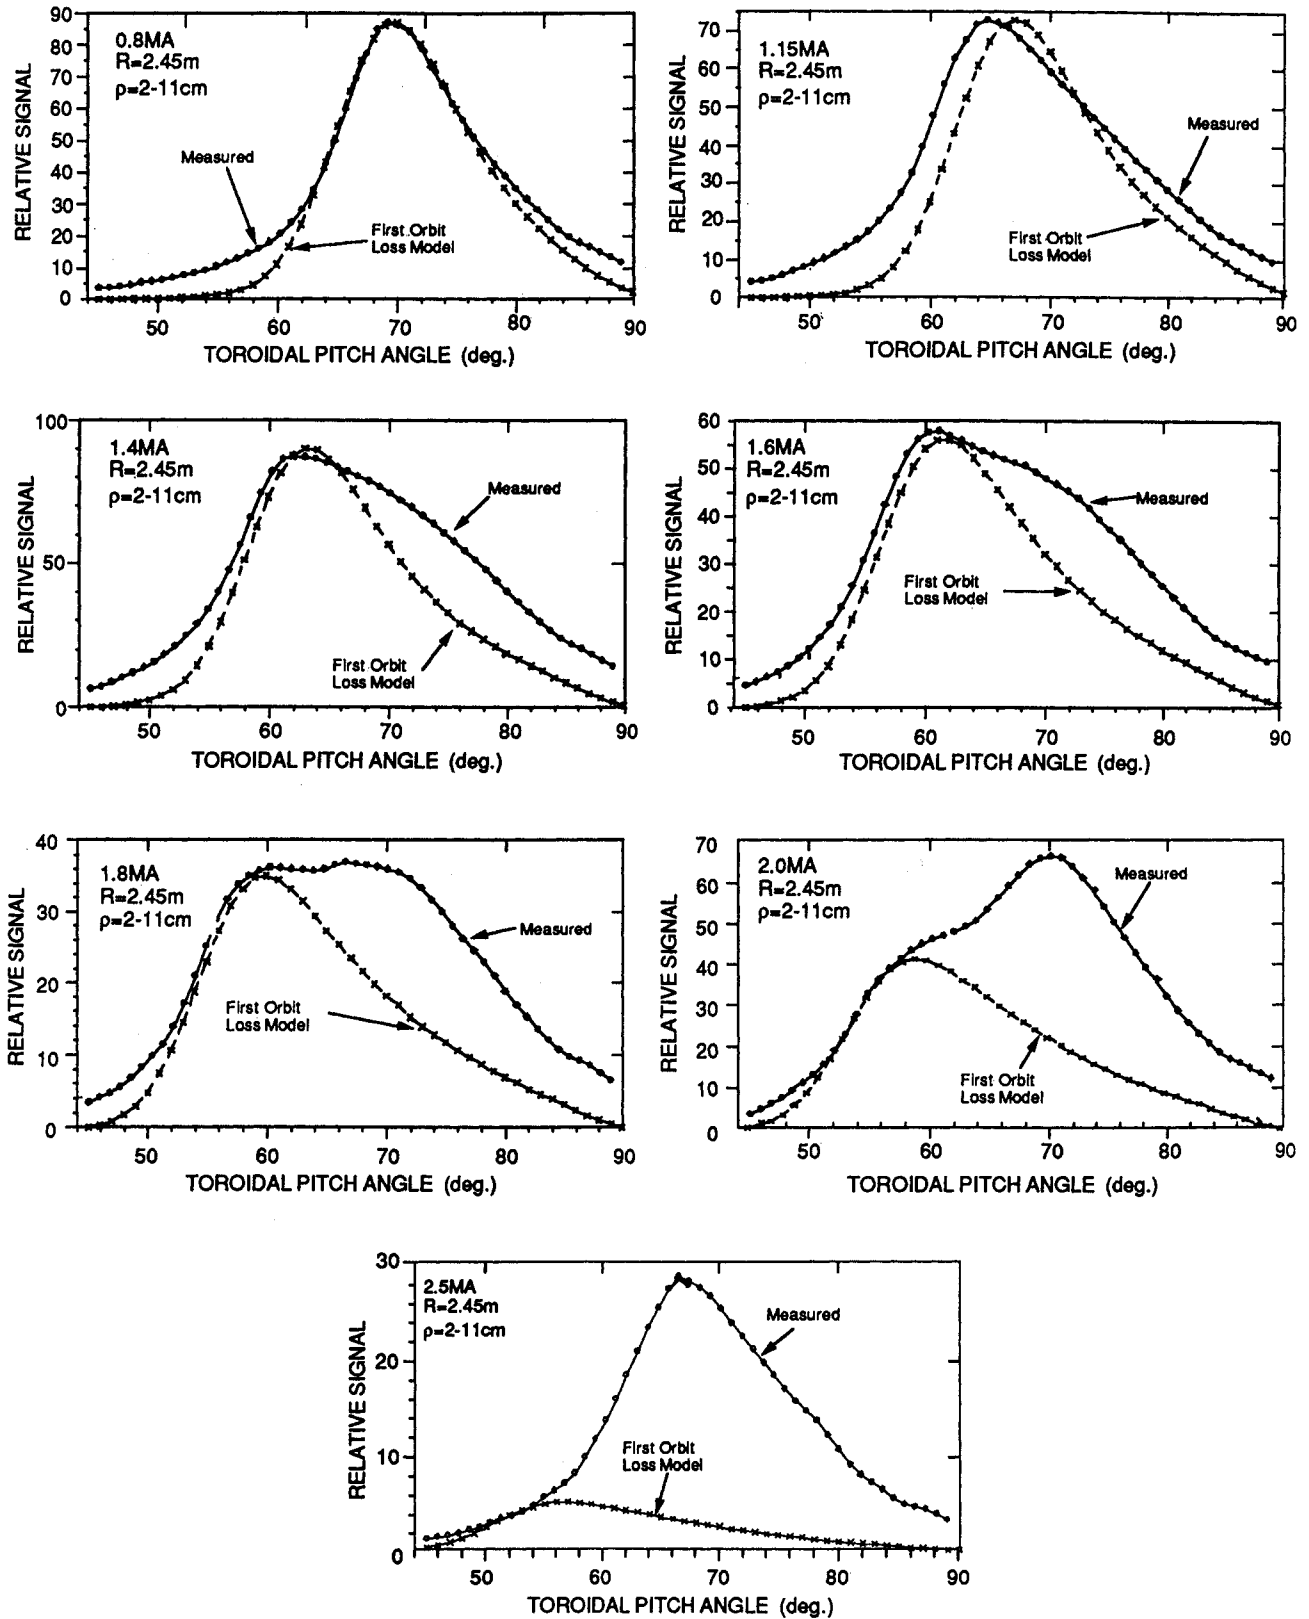 RELATIVE SIGNAL
90
80
70
60
50
40
30
20
10
0
0.8MA
R=2.45m
ρ=2-11cm
Measured
First Orbit
Loss Model
50 60 70 80 90
TOROIDAL PITCH ANGLE (deg.)
RELATIVE SIGNAL
70
60
50
40
30
20
10
0
1.15MA
R=2.45m
ρ=2-11cm
Measured
First Orbit
Loss Model
50 60 70 80 90
TOROIDAL PITCH ANGLE (deg.)
RELATIVE SIGNAL
100
50
0
1.4MA
R=2.45m
ρ=2-11cm
Measured
First Orbit
Loss Model
50 60 70 80 90
TOROIDAL PITCH ANGLE (deg.)
RELATIVE SIGNAL
60
50
40
30
20
10
0
1.6MA
R=2.45m
ρ=2-11cm
Measured
First Orbit
Loss Model
50 60 70 80 90
TOROIDAL PITCH ANGLE (deg.)
RELATIVE SIGNAL
40
30
20
10
0
1.8MA
R=2.45m
ρ=2-11cm
Measured
First Orbit
Loss Model
50 60 70 80 90
TOROIDAL PITCH ANGLE (deg.)
RELATIVE SIGNAL
70
60
50
40
30
20
10
0
2.0MA
R=2.45m
ρ=2-11cm
Measured
First Orbit
Loss Model
50 60 70 80 90
TOROIDAL PITCH ANGLE (deg.)
RELATIVE SIGNAL
30
20
10
0
2.5MA
R=2.45m
ρ=2-11cm
Measured
First Orbit
Loss Model
50 60 70 80 90
TOROIDAL PITCH ANGLE (deg.)